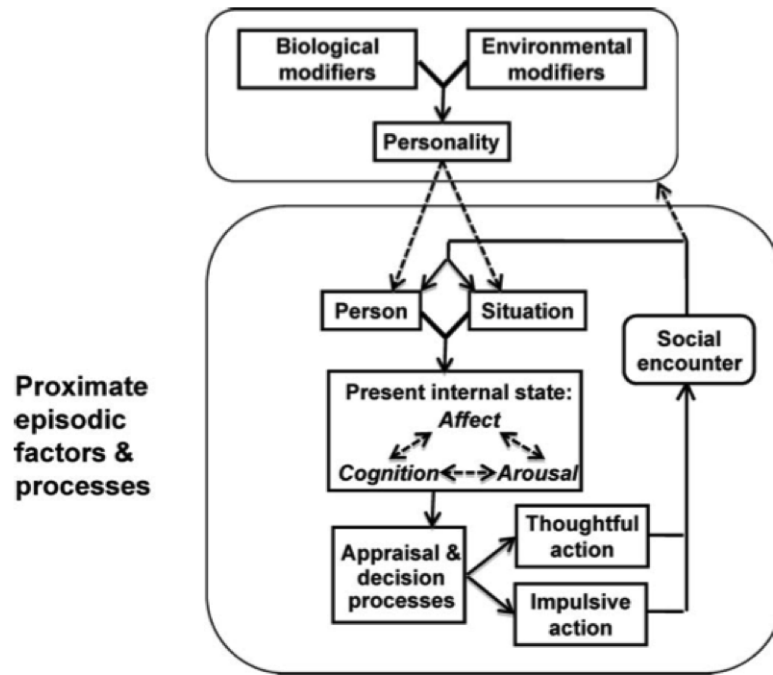 Biological
modifiers
Environmental
modifiers
Personality
Person
Situation
Social
encounter
Proximate
episodic
factors &
processes
Present internal state:
Affect
Cognition
Arousal
Appraisal &
decision
processes
Thoughtful
action
Impulsive
action